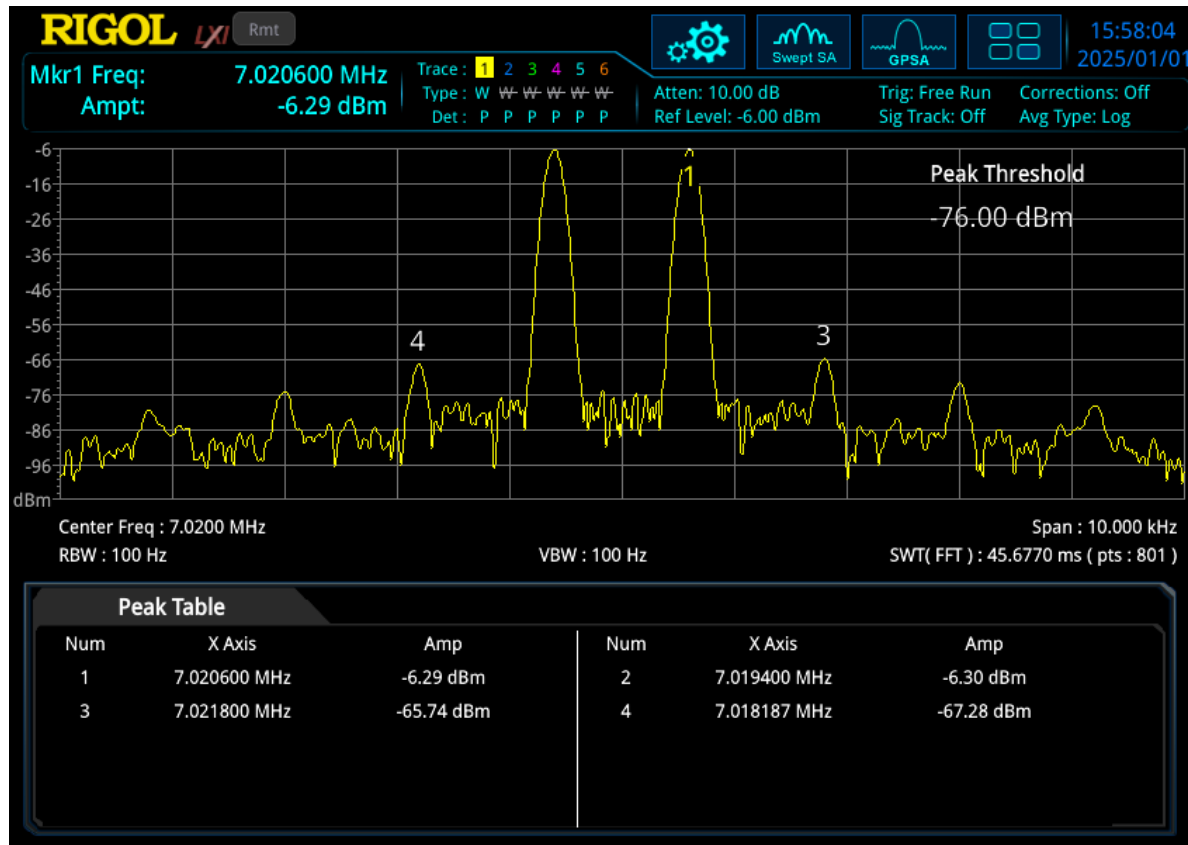 RIGOL LXI Rmt
Swept SA
GPSA
15:58:04
2025/01/01
Mkr1 Freq: 7.020600 MHz
Ampt: -6.29 dBm
Trace: 1 2 3 4 5 6
Type: W W W W W W
Det: P P P P P P
Atten: 10.00 dB
Ref Level: -6.00 dBm
Trig: Free Run
Sig Track: Off
Corrections: Off
Avg Type: Log
-6
-16
-26
-36
-46
-56
-66
-76
-86
-96
dBm
Peak Threshold
-76.00 dBm
1
4
3
Center Freq : 7.0200 MHz
Span : 10.000 kHz
RBW : 100 Hz
VBW : 100 Hz
SWT( FFT ) : 45.6770 ms ( pts : 801 )
Peak Table
Num X Axis Amp Num X Axis Amp
1 7.020600 MHz -6.29 dBm 2 7.019400 MHz -6.30 dBm
3 7.021800 MHz -65.74 dBm 4 7.018187 MHz -67.28 dBm